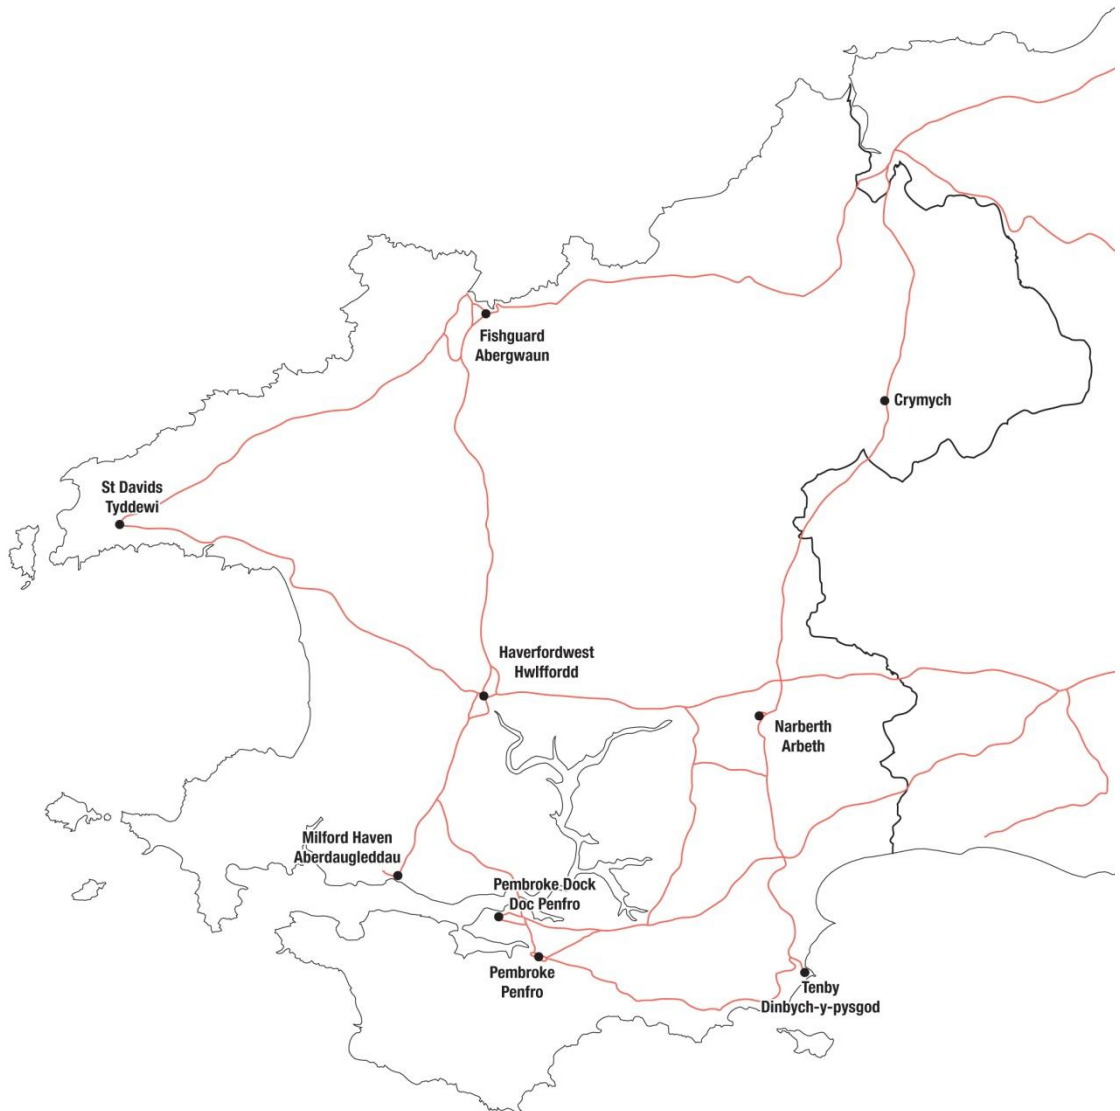 Fishguard
Abergwaun
Crymych
St Davids
Tyddewi
Haverfordwest
Hwlffordd
Narberth
Arbeth
Milford Haven
Aberdaugleddau
Pembroke Dock
Doc Penfro
Pembroke
Penfro
Tenby
Dinbych-y-pysgod